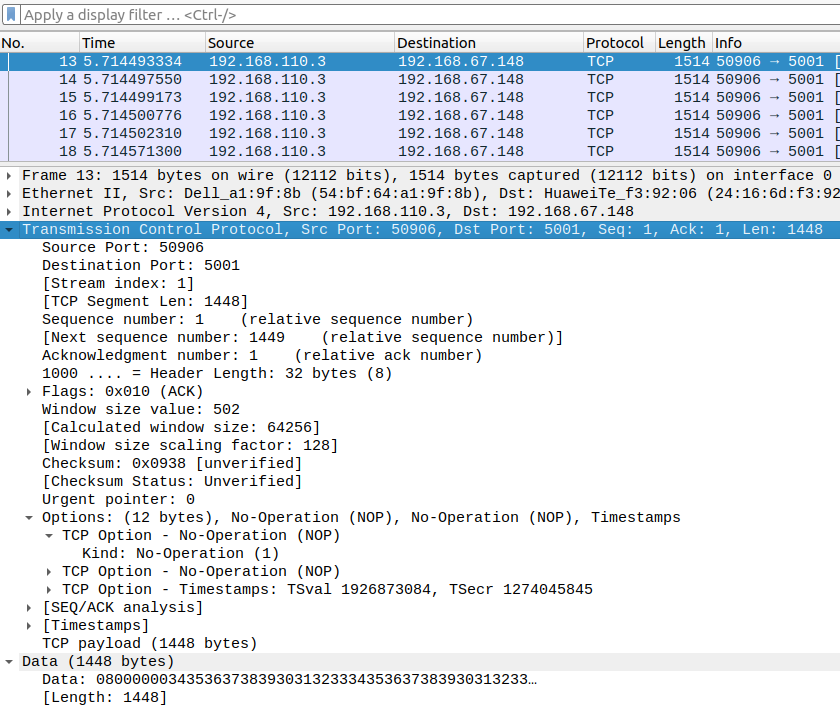 Apply a display filter … <Ctrl-/>
No. Time Source Destination Protocol Length Info
13 5.714493334 192.168.110.3 192.168.67.148 TCP 1514 50906 → 5001 [
14 5.714497550 192.168.110.3 192.168.67.148 TCP 1514 50906 → 5001 [
15 5.714499173 192.168.110.3 192.168.67.148 TCP 1514 50906 → 5001 [
16 5.714500776 192.168.110.3 192.168.67.148 TCP 1514 50906 → 5001 [
17 5.714502310 192.168.110.3 192.168.67.148 TCP 1514 50906 → 5001 [
18 5.714571300 192.168.110.3 192.168.67.148 TCP 1514 50906 → 5001 [
Frame 13: 1514 bytes on wire (12112 bits), 1514 bytes captured (12112 bits) on interface 0
Ethernet II, Src: Dell_a1:9f:8b (54:bf:64:a1:9f:8b), Dst: HuaweiTe_f3:92:06 (24:16:6d:f3:92
Internet Protocol Version 4, Src: 192.168.110.3, Dst: 192.168.67.148
Transmission Control Protocol, Src Port: 50906, Dst Port: 5001, Seq: 1, Ack: 1, Len: 1448
Source Port: 50906
Destination Port: 5001
[Stream index: 1]
[TCP Segment Len: 1448]
Sequence number: 1    (relative sequence number)
[Next sequence number: 1449    (relative sequence number)]
Acknowledgment number: 1    (relative ack number)
1000 .... = Header Length: 32 bytes (8)
Flags: 0x010 (ACK)
Window size value: 502
[Calculated window size: 64256]
[Window size scaling factor: 128]
Checksum: 0x0938 [unverified]
[Checksum Status: Unverified]
Urgent pointer: 0
Options: (12 bytes), No-Operation (NOP), No-Operation (NOP), Timestamps
TCP Option - No-Operation (NOP)
Kind: No-Operation (1)
TCP Option - No-Operation (NOP)
TCP Option - Timestamps: TSval 1926873084, TSecr 1274045845
[SEQ/ACK analysis]
[Timestamps]
TCP payload (1448 bytes)
Data (1448 bytes)
Data: 080000003435363738393031323334353637383930313233…
[Length: 1448]